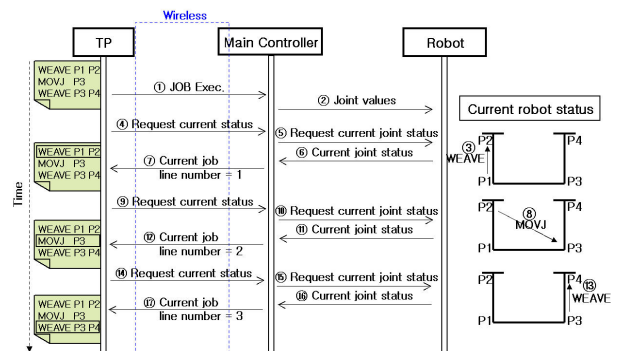 Wireless
TP
Main Controller
Robot
WEAVE P1 P2
MOVJ P3
WEAVE P3 P4
① JOB Exec.
② Joint values
Current robot status
④ Request current status
⑤ Request current joint status
⑥ Current joint status
⑦ Current job
line number = 1
WEAVE P1 P2
MOVJ P3
WEAVE P3 P4
P2
③
WEAVE
P1
P4
P3
Time
⑨ Request current status
⑩ Request current joint status
⑪ Current joint status
⑫ Current job
line number = 2
WEAVE P1 P2
MOVJ P3
WEAVE P3 P4
P2
⑧
MOVJ
P4
P1
P3
⑭ Request current status
⑮ Request current joint status
⑯ Current joint status
⑰ Current job
line number = 3
WEAVE P1 P2
MOVJ P3
WEAVE P3 P4
P2
P4
⑬
WEAVE
P1
P3